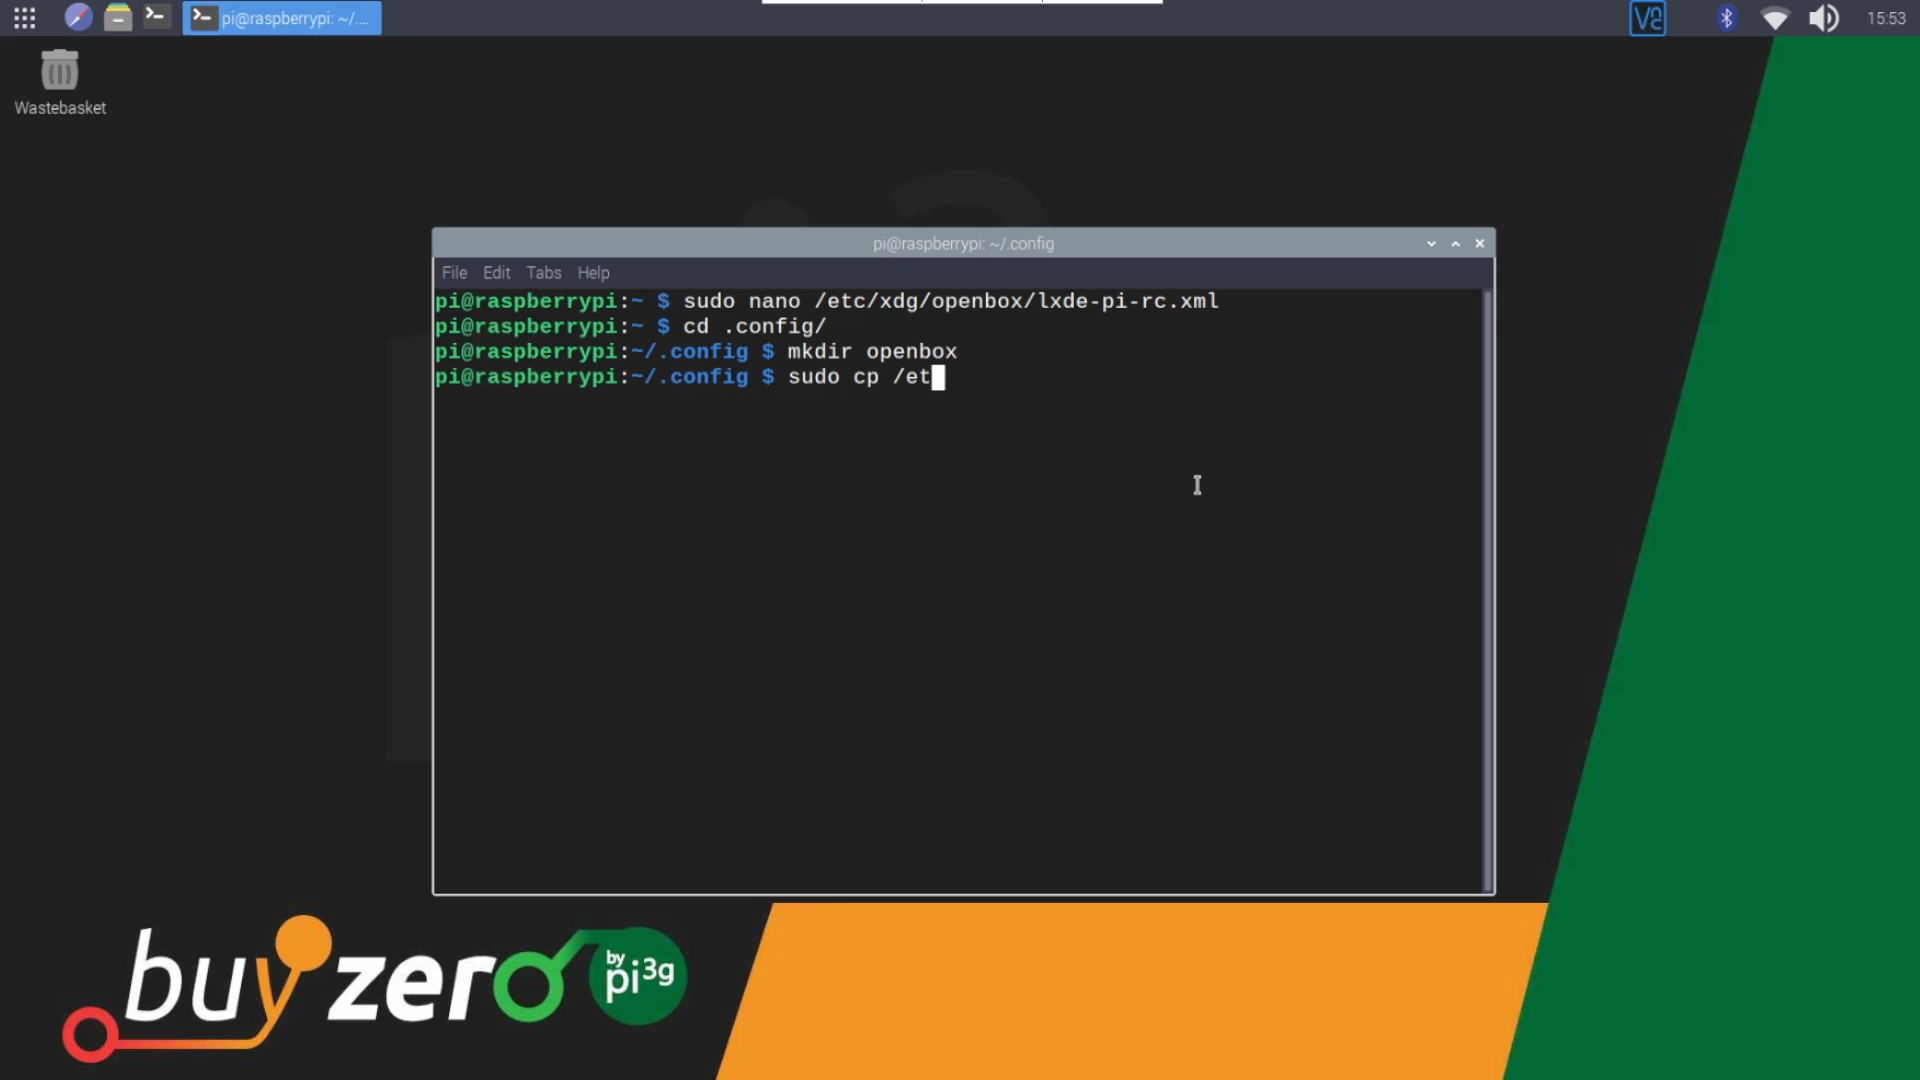 pi@raspberrypi: ~/....
15:53
Wastebasket
pi@raspberrypi: ~/.config
File Edit Tabs Help
pi@raspberrypi:~ $ sudo nano /etc/xdg/openbox/lxde-pi-rc.xml
pi@raspberrypi:~ $ cd .config/
pi@raspberrypi:~/.config $ mkdir openbox
pi@raspberrypi:~/.config $ sudo cp /et
buyzero
by
pi3g